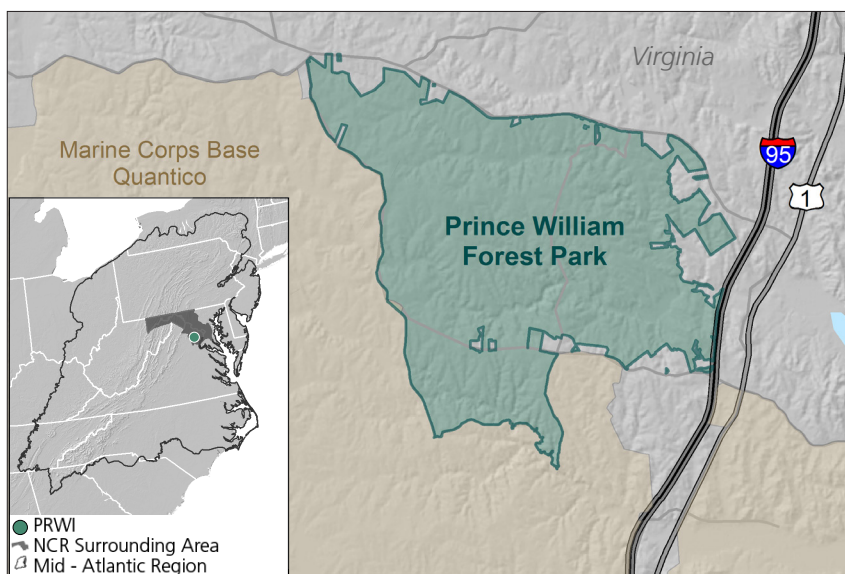 Virginia
95
1
Marine Corps Base
Quantico
Prince William
Forest Park
PRWI
NCR Surrounding Area
Mid - Atlantic Region